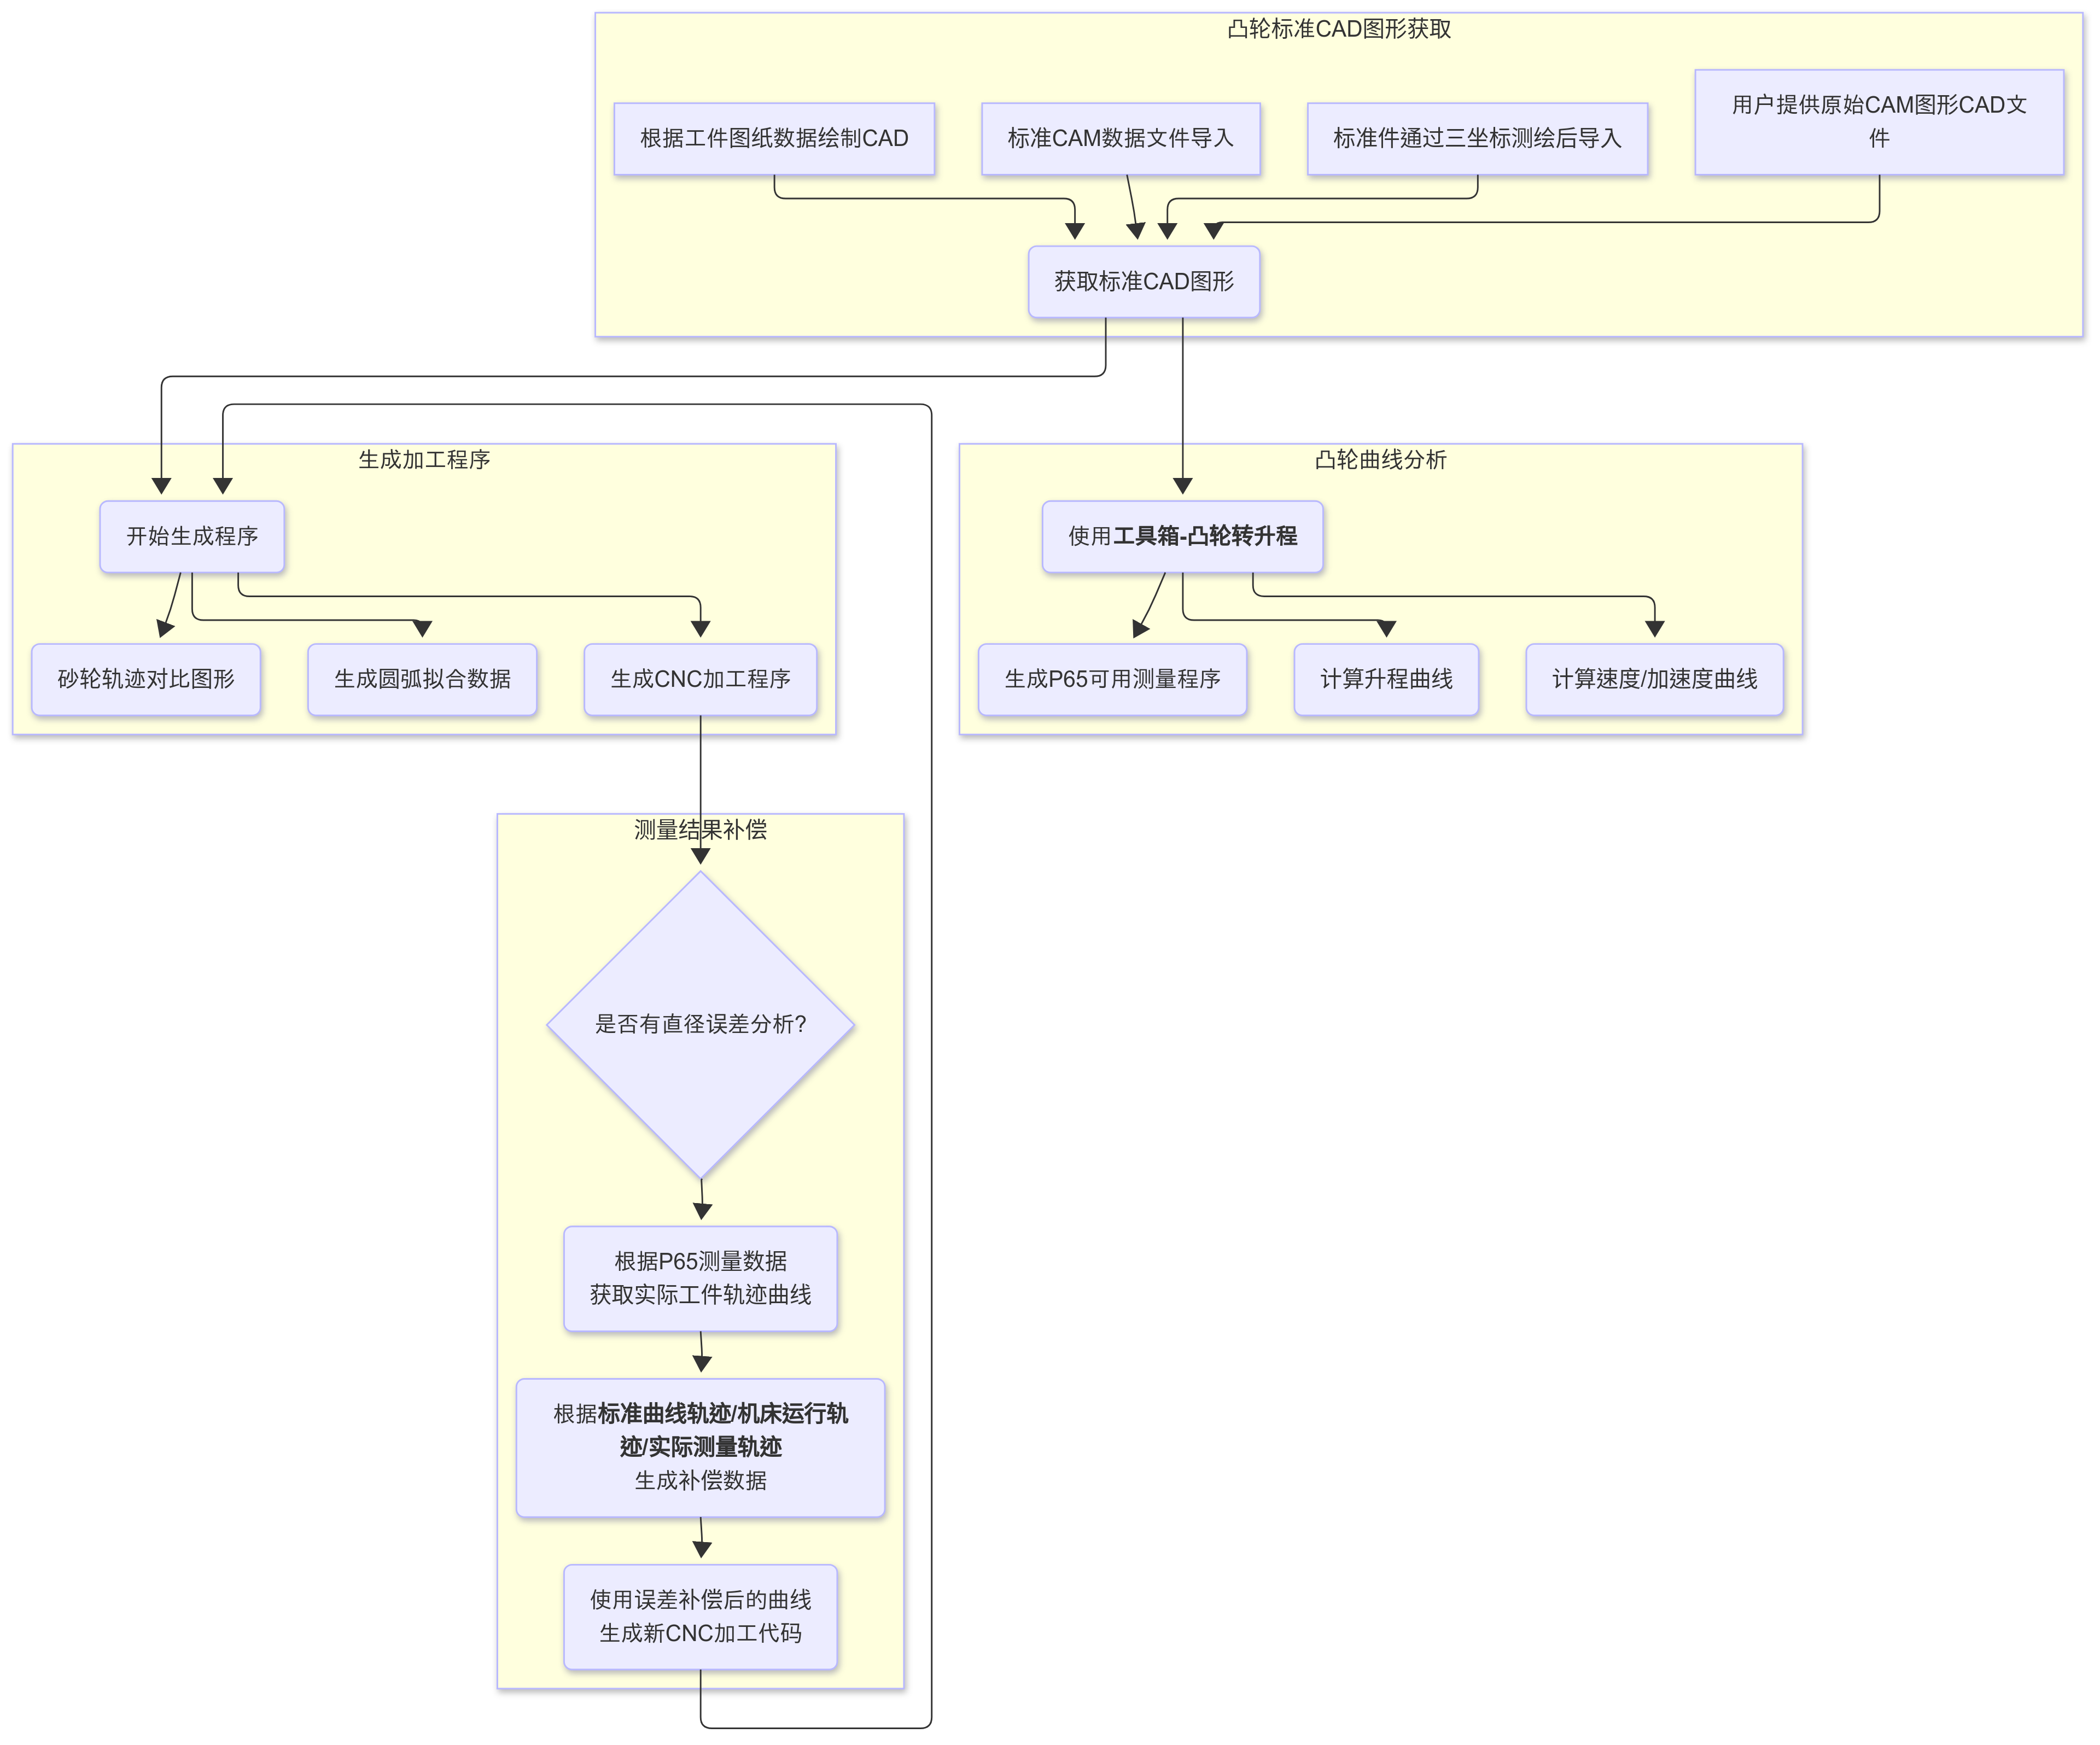 凸轮标准CAD图形获取
根据工件图纸数据绘制CAD
标准CAM数据文件导入
标准件通过三坐标测绘后导入
用户提供原始CAM图形CAD文
件
获取标准CAD图形
生成加工程序
开始生成程序
砂轮轨迹对比图形
生成圆弧拟合数据
生成CNC加工程序
凸轮曲线分析
使用工具箱-凸轮转升程
生成P65可用测量程序
计算升程曲线
计算速度/加速度曲线
测量结果补偿
是否有直径误差分析?
根据P65测量数据
获取实际工件轨迹曲线
根据标准曲线轨迹/机床运行轨
迹/实际测量轨迹
生成补偿数据
使用误差补偿后的曲线
生成新CNC加工代码